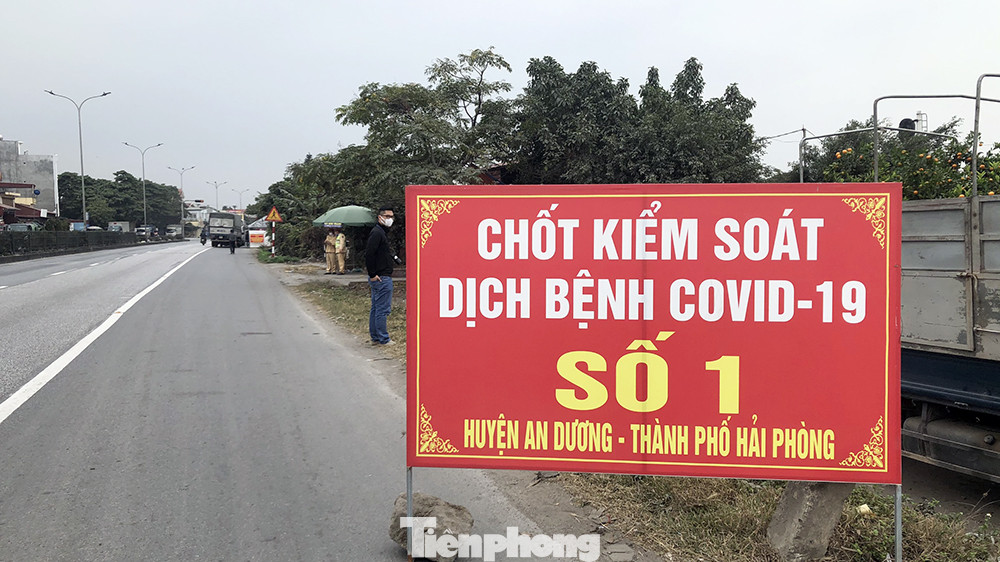 CHỐT KIỂM SOÁT
DỊCH BỆNH COVID-19
SỐ 1
HUYỆN AN DƯƠNG - THÀNH PHỐ HẢI PHÒNG
Tienphong